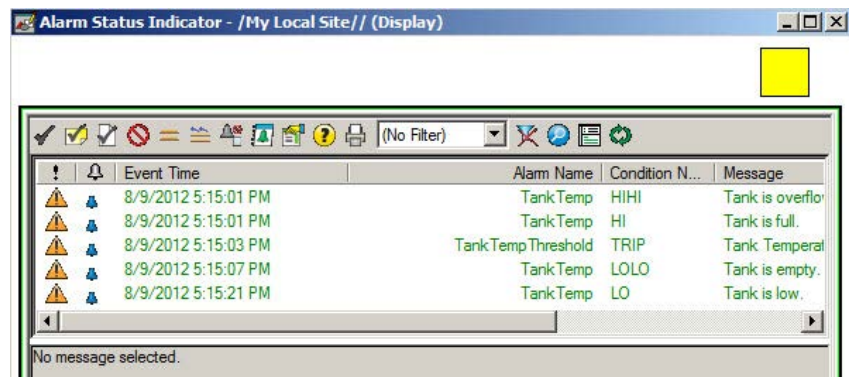 Alarm Status Indicator - /My Local Site// (Display)
(No Filter)
! Event Time Alarm Name Condition N... Message
8/9/2012 5:15:01 PM TankTemp HIHI Tank is overflo
8/9/2012 5:15:01 PM TankTemp HI Tank is full.
8/9/2012 5:15:03 PM TankTempThreshold TRIP Tank Temperat
8/9/2012 5:15:07 PM TankTemp LOLO Tank is empty.
8/9/2012 5:15:21 PM TankTemp LO Tank is low.
No message selected.